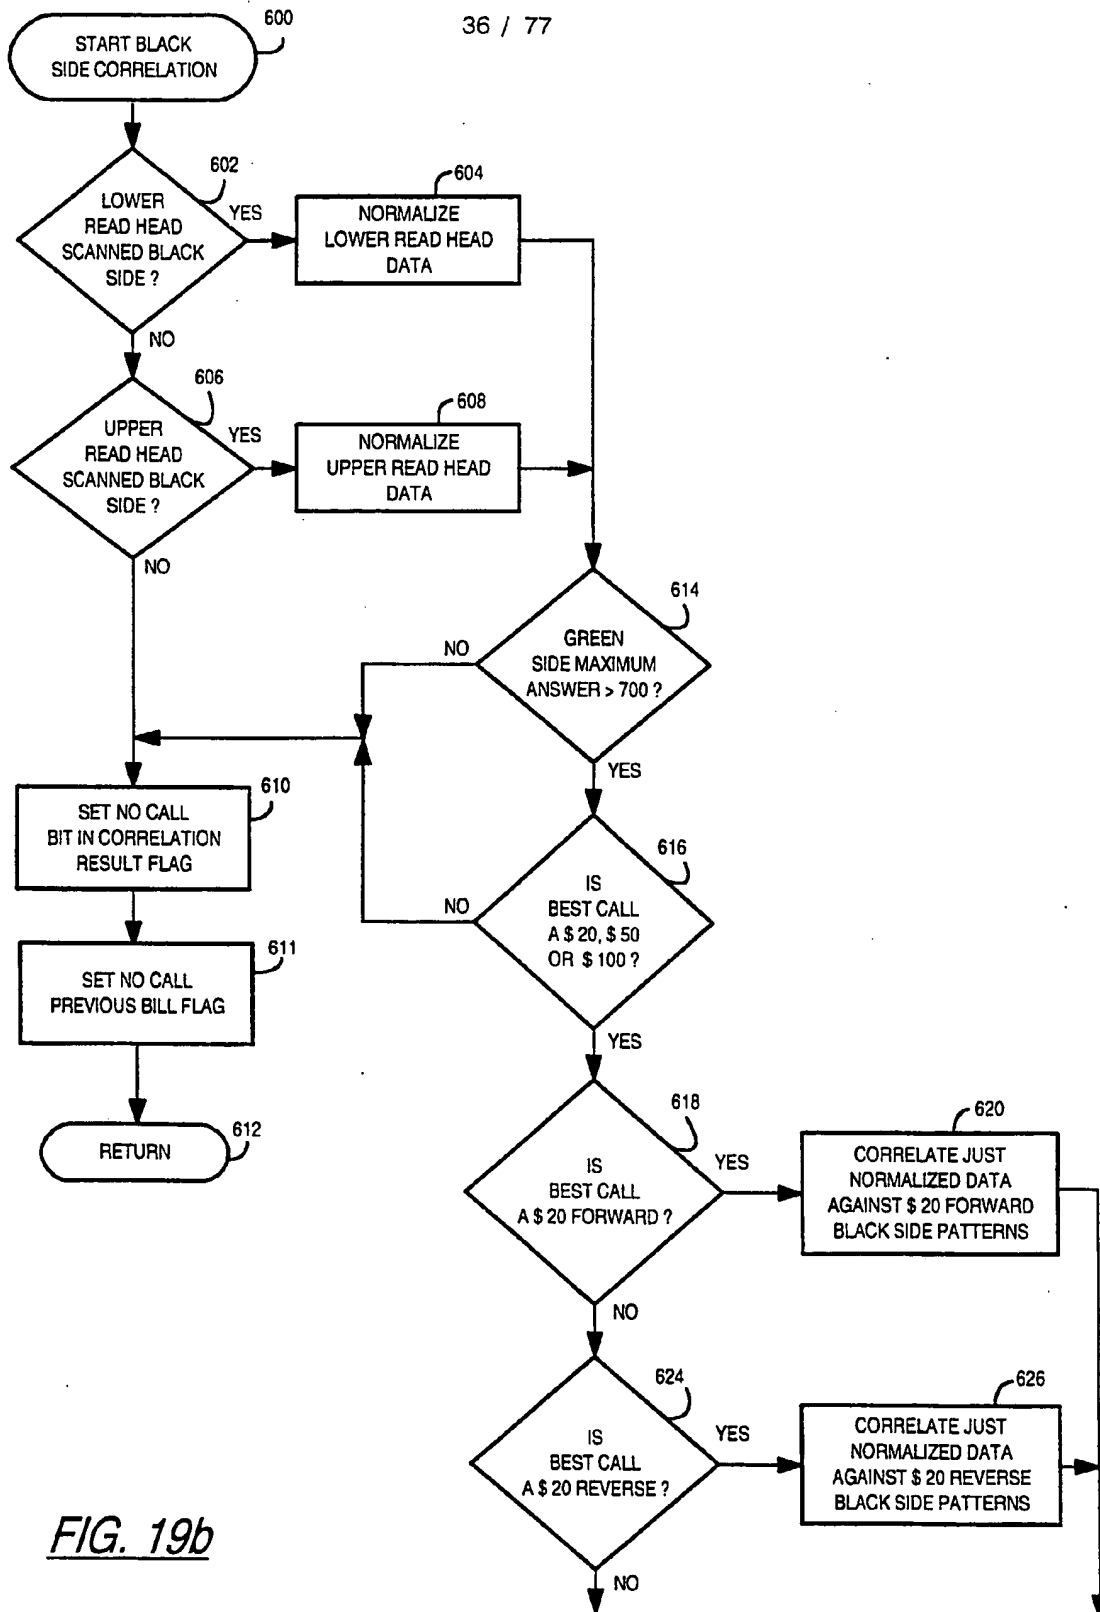 36 / 77
START BLACK
SIDE CORRELATION
600
LOWER
READ HEAD
SCANNED BLACK
SIDE ?
602
YES
NO
NORMALIZE
LOWER READ HEAD
DATA
604
UPPER
READ HEAD
SCANNED BLACK
SIDE ?
606
YES
NO
NORMALIZE
UPPER READ HEAD
DATA
608
GREEN
SIDE MAXIMUM
ANSWER > 700 ?
614
NO
YES
SET NO CALL
BIT IN CORRELATION
RESULT FLAG
610
IS
BEST CALL
A $ 20, $ 50
OR $ 100 ?
616
NO
YES
SET NO CALL
PREVIOUS BILL FLAG
611
RETURN
612
IS
BEST CALL
A $ 20 FORWARD ?
618
YES
NO
CORRELATE JUST
NORMALIZED DATA
AGAINST $ 20 FORWARD
BLACK SIDE PATTERNS
620
IS
BEST CALL
A $ 20 REVERSE ?
624
YES
NO
CORRELATE JUST
NORMALIZED DATA
AGAINST $ 20 REVERSE
BLACK SIDE PATTERNS
626
FIG. 19b